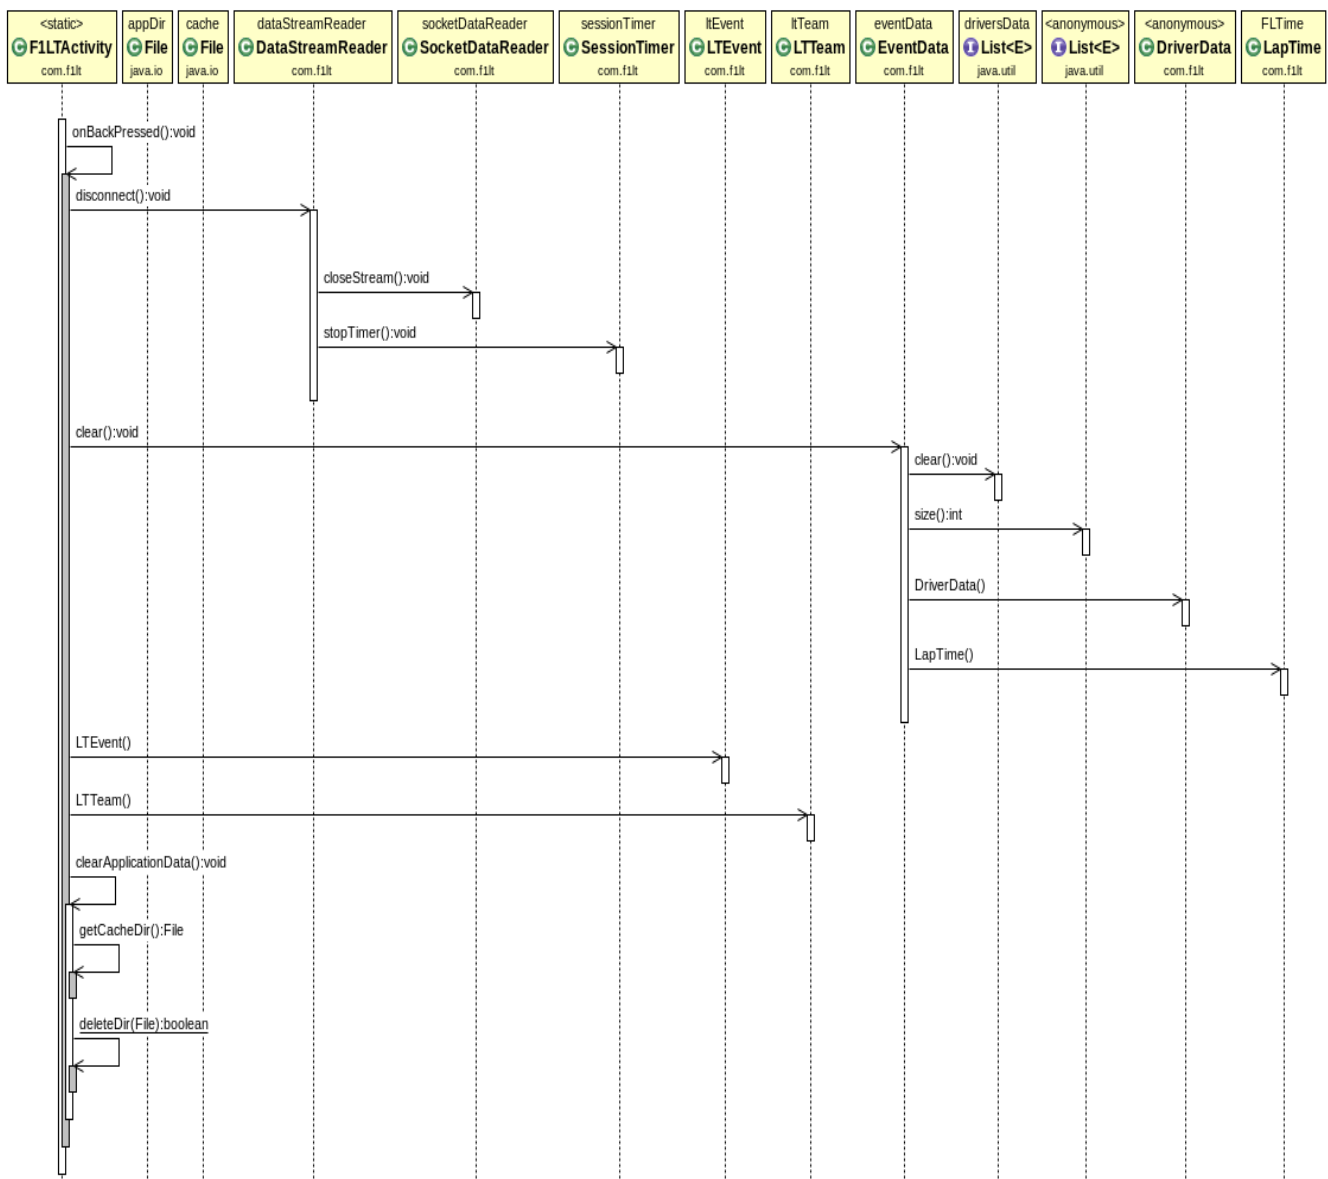 <static>
F1LTActivity
com.f1lt
appDir
File
java.io
cache
File
java.io
dataStreamReader
DataStreamReader
com.f1lt
socketDataReader
SocketDataReader
com.f1lt
sessionTimer
SessionTimer
com.f1lt
ltEvent
LTEvent
com.f1lt
ltTeam
LTTeam
com.f1lt
eventData
EventData
com.f1lt
driversData
List<E>
java.util
<anonymous>
List<E>
java.util
<anonymous>
DriverData
com.f1lt
FLTime
LapTime
com.f1lt
onBackPressed():void
disconnect():void
closeStream():void
stopTimer():void
clear():void
clear():void
size():int
DriverData()
LapTime()
LTEvent()
LTTeam()
clearApplicationData():void
getCacheDir():File
deleteDir(File):boolean